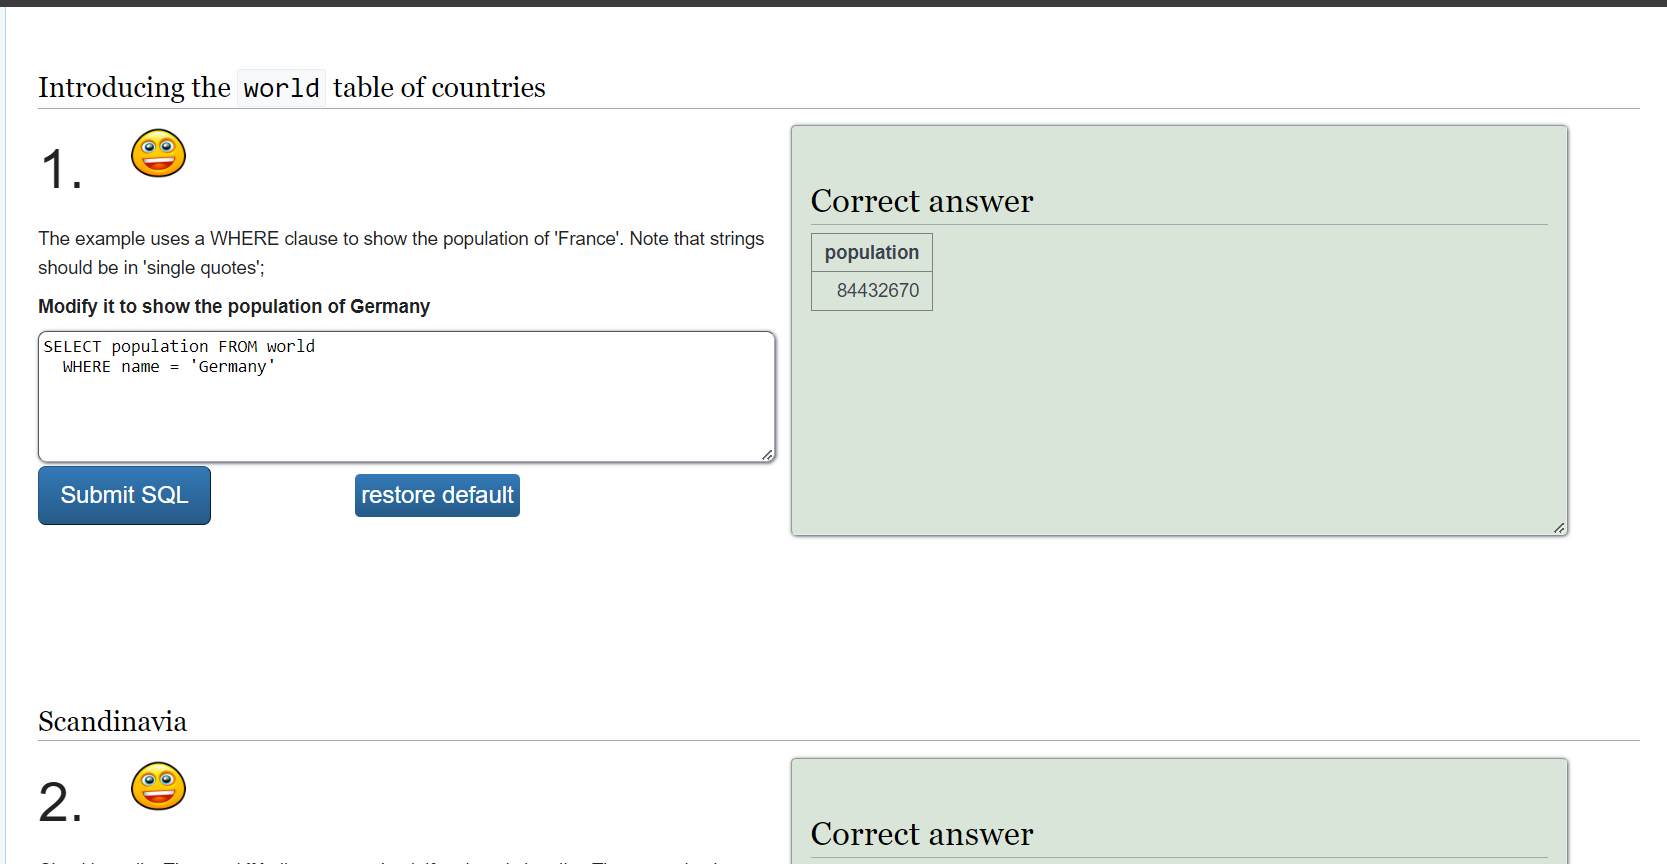 Introducing the world table of countries
1.
The example uses a WHERE clause to show the population of 'France'. Note that strings
should be in 'single quotes';
Modify it to show the population of Germany
SELECT population FROM world
WHERE name = 'Germany'
Submit SQL
restore default
Correct answer
population
84432670
Scandinavia
2.
Correct answer